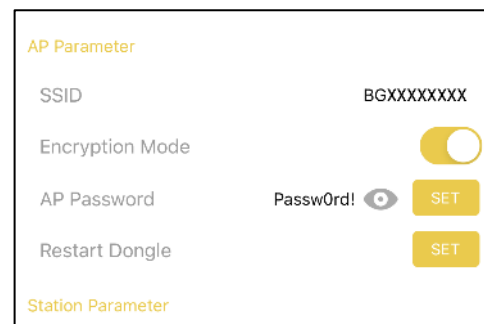 AP Parameter
SSID BGXXXXXXXX
Encryption Mode
AP Password Passw0rd! SET
Restart Dongle SET
Station Parameter